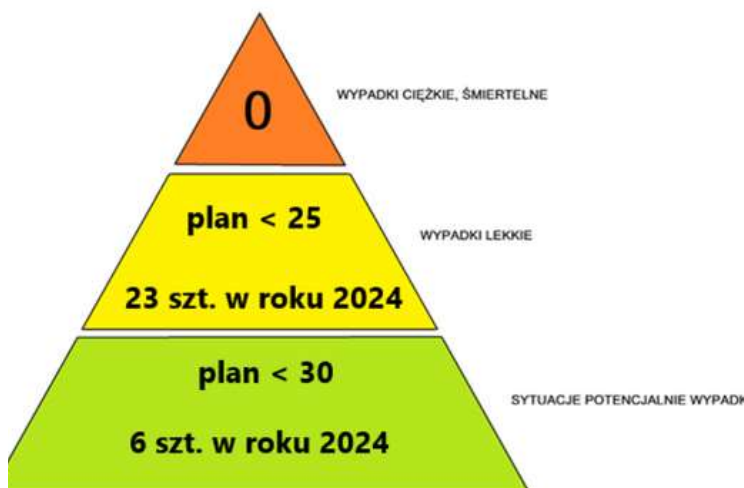 0
WYPADKI CIĘŻKIE, ŚMIERTELNE
plan < 25
WYPADKI LEKKIE
23 szt. w roku 2024
plan < 30
SYTUACJE POTENCJALNIE
6 szt. w roku 2024